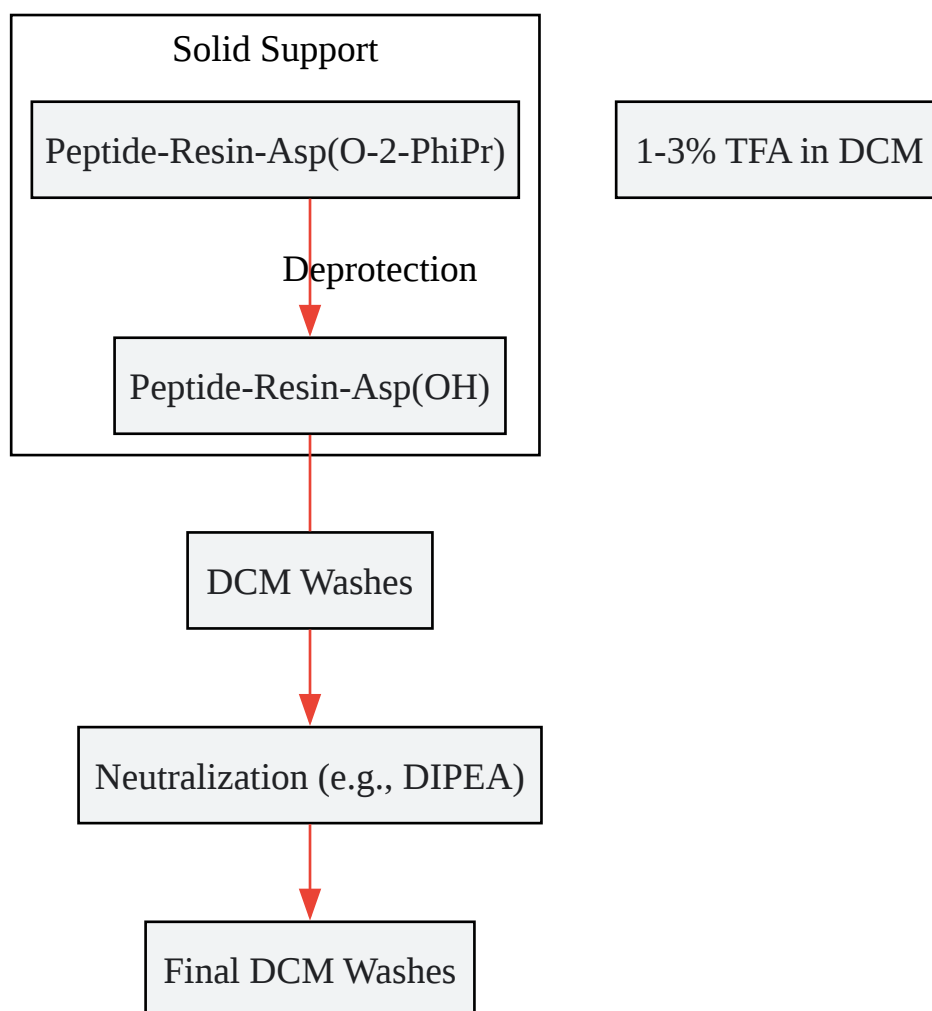 Solid Support
Peptide-Resin-Asp(O-2-PhiPr)
1-3% TFA in DCM
Deprotection
Peptide-Resin-Asp(OH)
DCM Washes
Neutralization (e.g., DIPEA)
Final DCM Washes